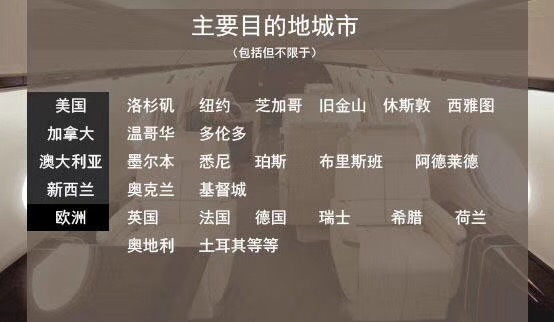 主要目的地城市
（包括但不限于）
美国 洛杉矶 纽约 芝加哥 旧金山 休斯敦 西雅图
加拿大 温哥华 多伦多
澳大利亚 墨尔本 悉尼 珀斯 布里斯班 阿德莱德
新西兰 奥克兰 基督城
欧洲 英国 法国 德国 瑞士 希腊 荷兰
奥地利 土耳其等等